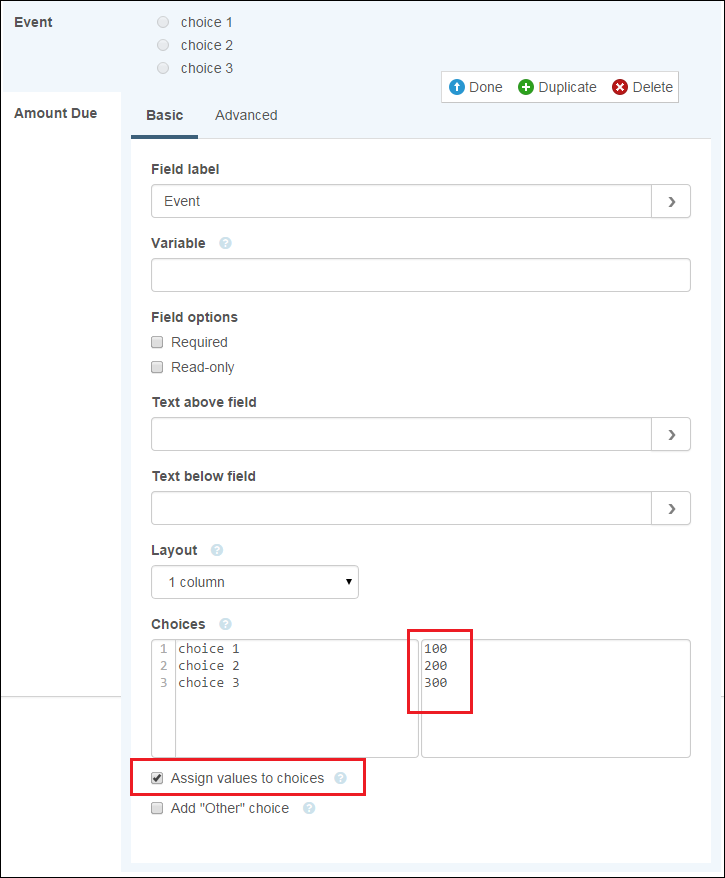 Event
choice 1
choice 2
choice 3
Done Duplicate Delete
Amount Due
Basic Advanced
Field label
Event
Variable ?
Field options
Required
Read-only
Text above field
Text below field
Layout ?
1 column
Choices ?
1 choice 1 100
2 choice 2 200
3 choice 3 300
Assign values to choices ?
Add "Other" choice ?